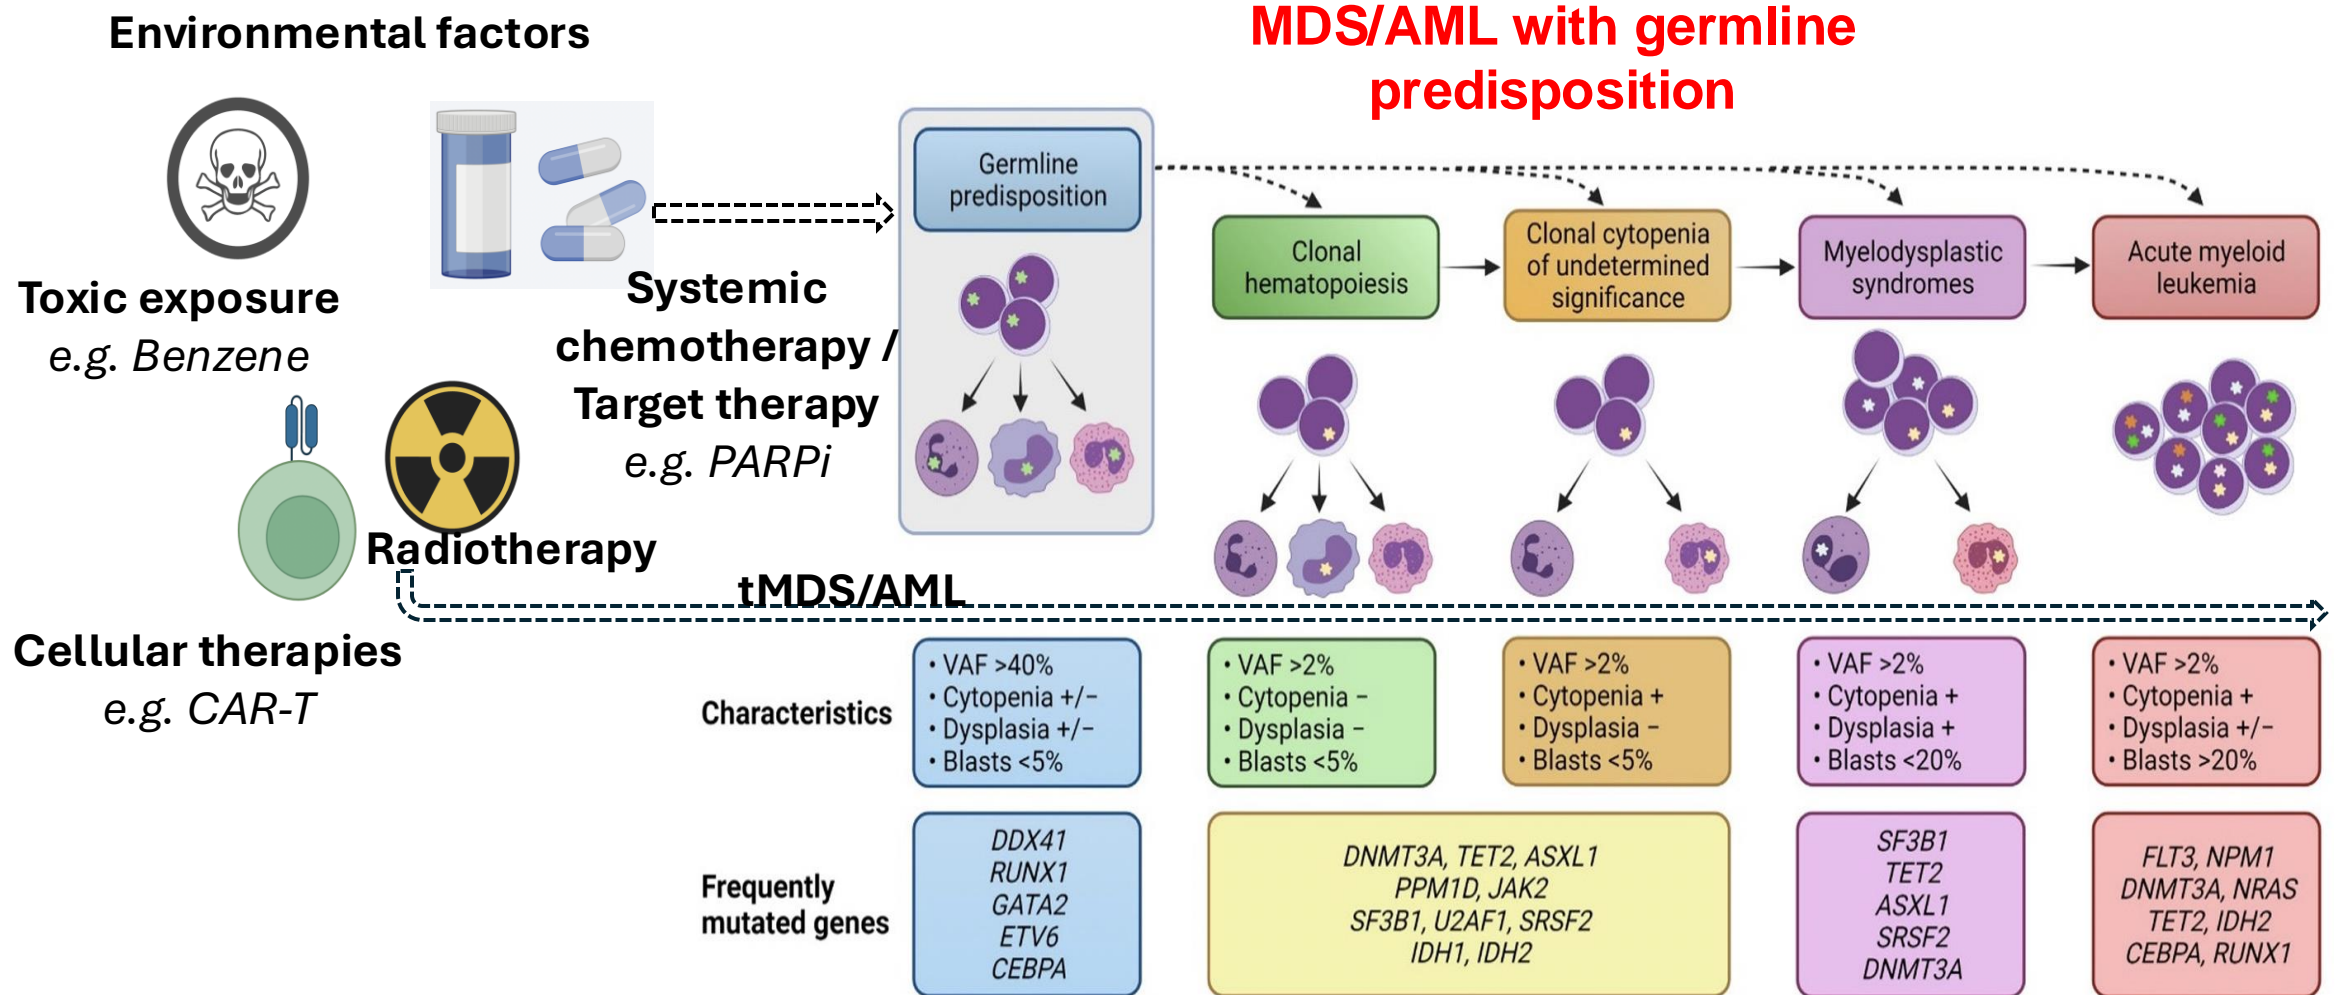 Environmental factors
MDS/AML with germline
predisposition
Toxic exposure
e.g. Benzene
Systemic
chemotherapy /
Target therapy
e.g. PARPi
Radiotherapy
Cellular therapies
e.g. CAR-T
tMDS/AML
Germline
predisposition
Clonal
hematopoiesis
Clonal cytopenia
of undetermined
significance
Myelodysplastic
syndromes
Acute myeloid
leukemia
Characteristics
• VAF >40%
• Cytopenia +/−
• Dysplasia +/−
• Blasts <5%
• VAF >2%
• Cytopenia −
• Dysplasia −
• Blasts <5%
• VAF >2%
• Cytopenia +
• Dysplasia −
• Blasts <5%
• VAF >2%
• Cytopenia +
• Dysplasia +
• Blasts <20%
• VAF >2%
• Cytopenia +
• Dysplasia +/−
• Blasts >20%
Frequently
mutated genes
DDX41
RUNX1
GATA2
ETV6
CEBPA
DNMT3A, TET2, ASXL1
PPM1D, JAK2
SF3B1, U2AF1, SRSF2
IDH1, IDH2
SF3B1
TET2
ASXL1
SRSF2
DNMT3A
FLT3, NPM1
DNMT3A, NRAS
TET2, IDH2
CEBPA, RUNX1